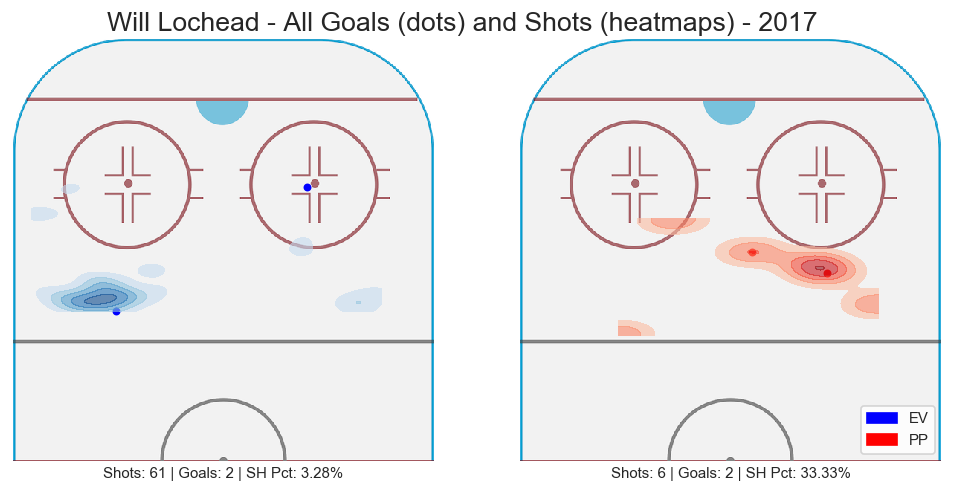 Will Lochead - All Goals (dots) and Shots (heatmaps) - 2017
EV
PP
Shots: 61 | Goals: 2 | SH Pct: 3.28%
Shots: 6 | Goals: 2 | SH Pct: 33.33%